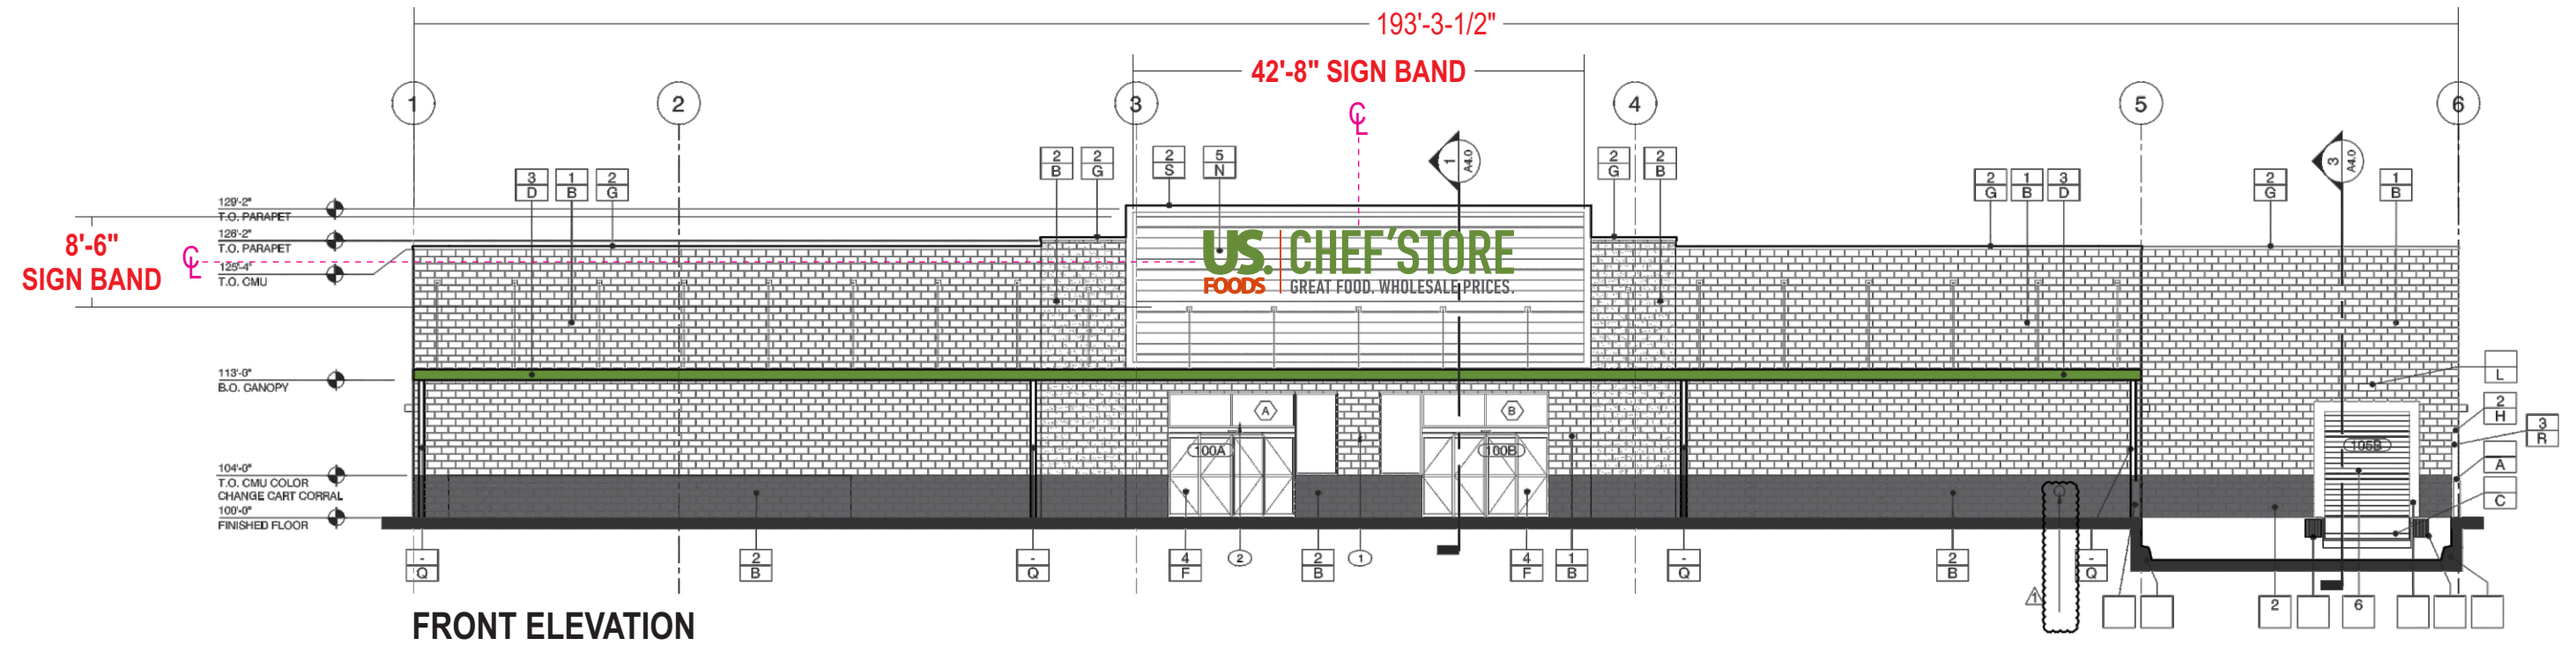 193'-3-1/2"
42'-8" SIGN BAND
1 2 3 4 5 6
CL
2 B
2 G
2 S
5 N
1 A4.0
2 G
2 B
3 A4.0
3 D
1 B
2 G
2 G
1 B
3 D
2 G
1 B
129'-2"
T.O. PARAPET
126'-2"
T.O. PARAPET
125'-4"
T.O. CMU
8'-6"
SIGN BAND
CL
US. CHEF'STORE
FOODS GREAT FOOD. WHOLESALE PRICES.
113'-0"
B.O. CANOPY
L
2 H
3 R
A
C
A
B
100A
100B
105B
104'-0"
T.O. CMU COLOR
CHANGE CART CORRAL
100'-0"
FINISHED FLOOR
- Q
2 B
- Q
4 F
2
2 B
1
4 F
1 B
- Q
2 B
- Q
1
2
6
FRONT ELEVATION